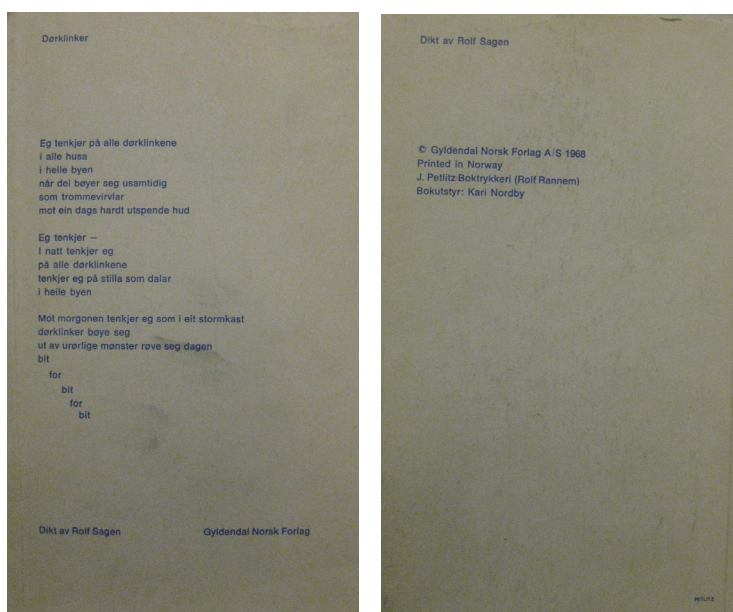 Dørklinker
Eg tenkjer på alle dørklinkene
i alle husa
i heile byen
når dei bøyer seg usamtidig
som trommevirvlar
mot ein dags hardt utspende hud
Eg tenkjer —
I natt tenkjer eg
på alle dørklinkene
tenkjer eg på stilla som dalar
i heile byen
Mot morgonen tenkjer eg som i eit stormkast
dørklinker bøye seg
ut av urørlige mønster røve seg dagen
bit
for
bit
for
bit
Dikt av Rolf Sagen Gyldendal Norsk Forlag
Dikt av Rolf Sagen
© Gyldendal Norsk Forlag A/S 1968
Printed in Norway
J. Petlitz Boktrykkeri (Rolf Rannem)
Bokutstyr: Kari Nordby
PETLITZ